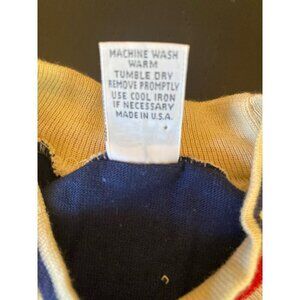 MACHINE WASH
WARM
TUMBLE DRY
REMOVE PROMPTLY
USE COOL IRON
IF NECESSARY
MADE IN U.S.A.